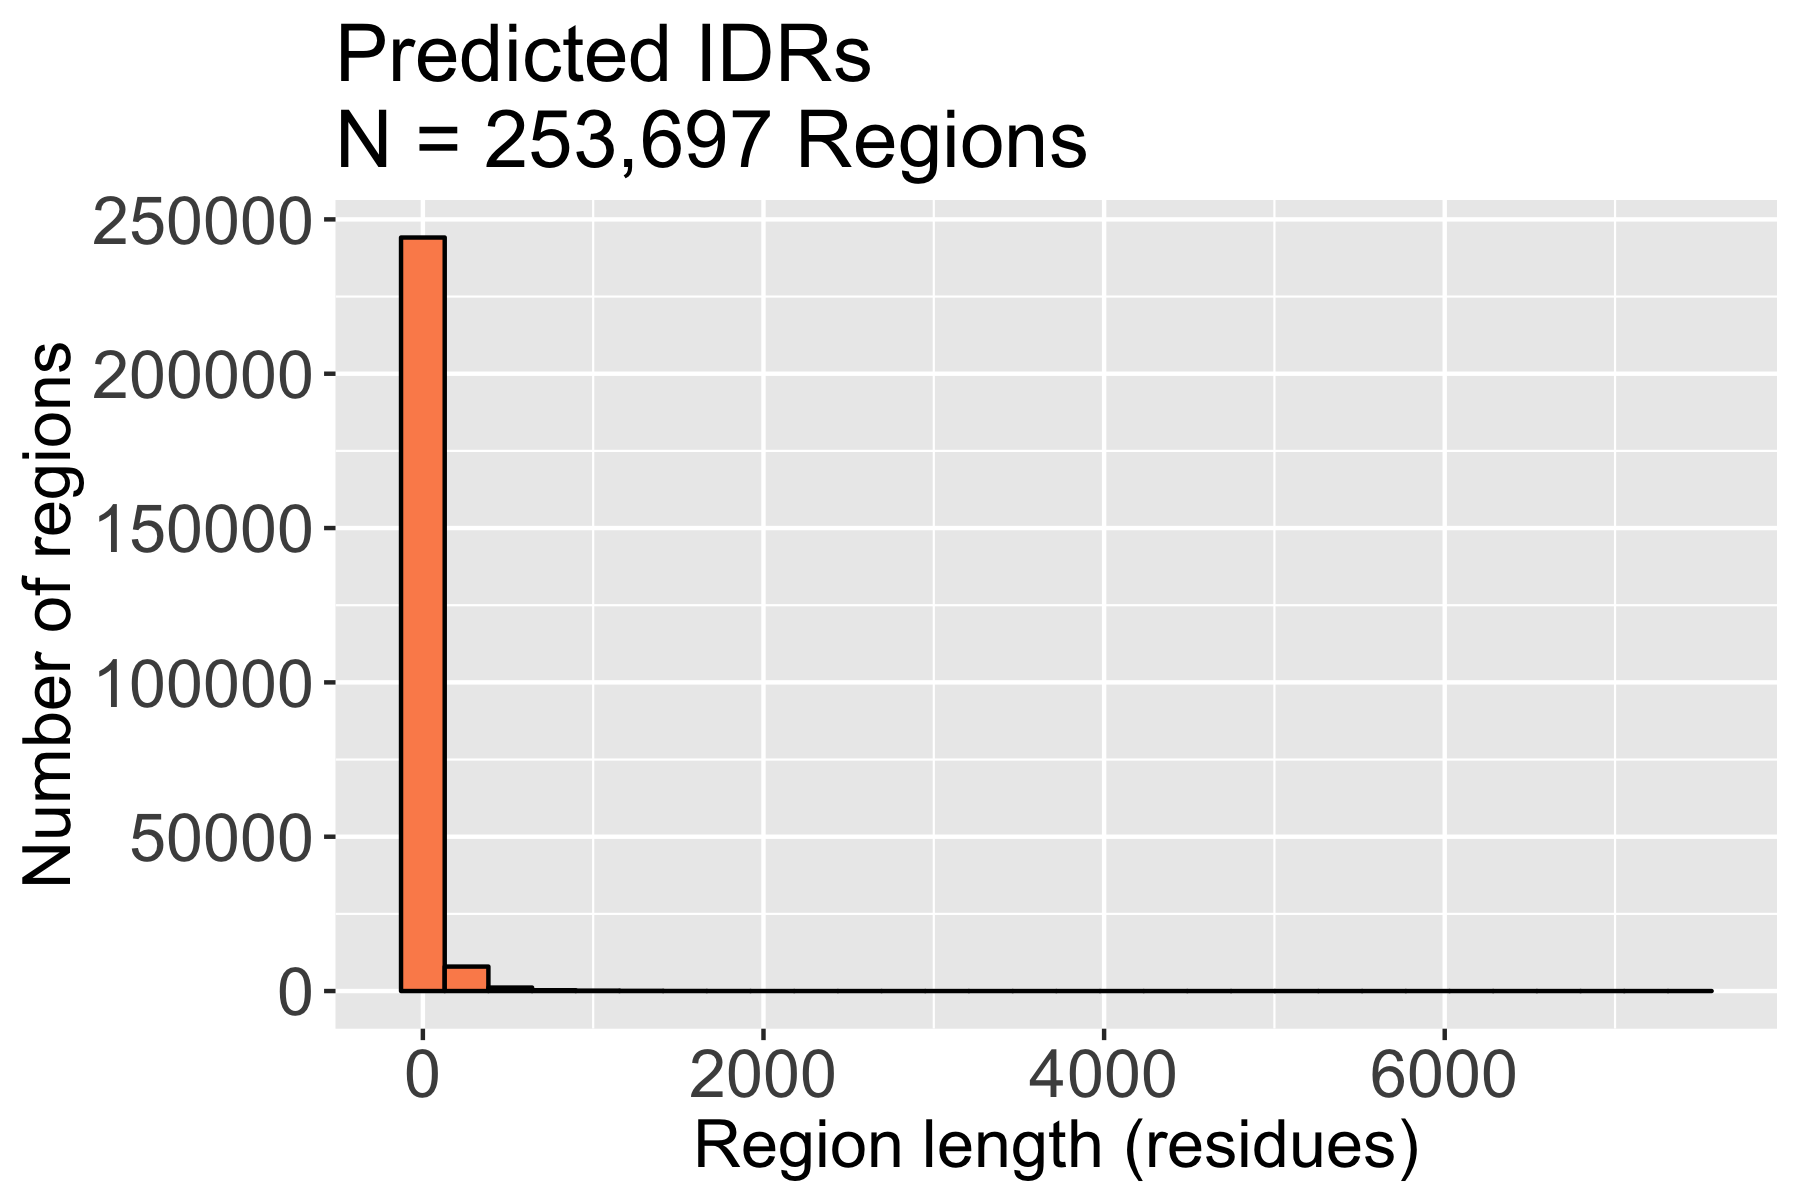 Predicted IDRs
N = 253,697 Regions
250000
200000
150000
100000
50000
0
Number of regions
0 2000 4000 6000
Region length (residues)